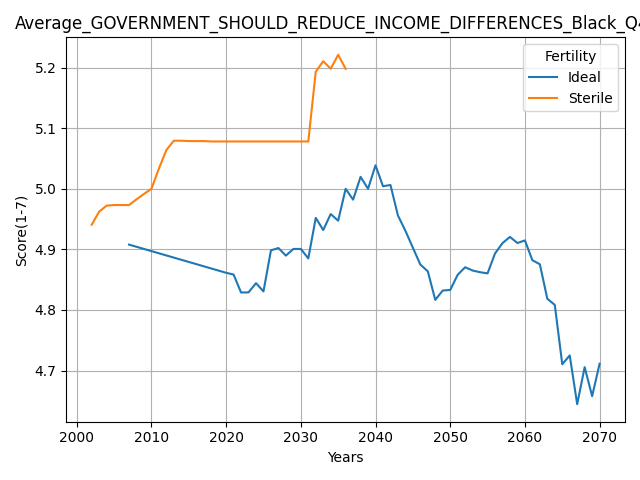 Average_GOVERNMENT_SHOULD_REDUCE_INCOME_DIFFERENCES_Black_Q4
Fertility
Ideal
Sterile
5.2
5.1
5.0
4.9
4.8
4.7
Score(1-7)
2000 2010 2020 2030 2040 2050 2060 2070
Years